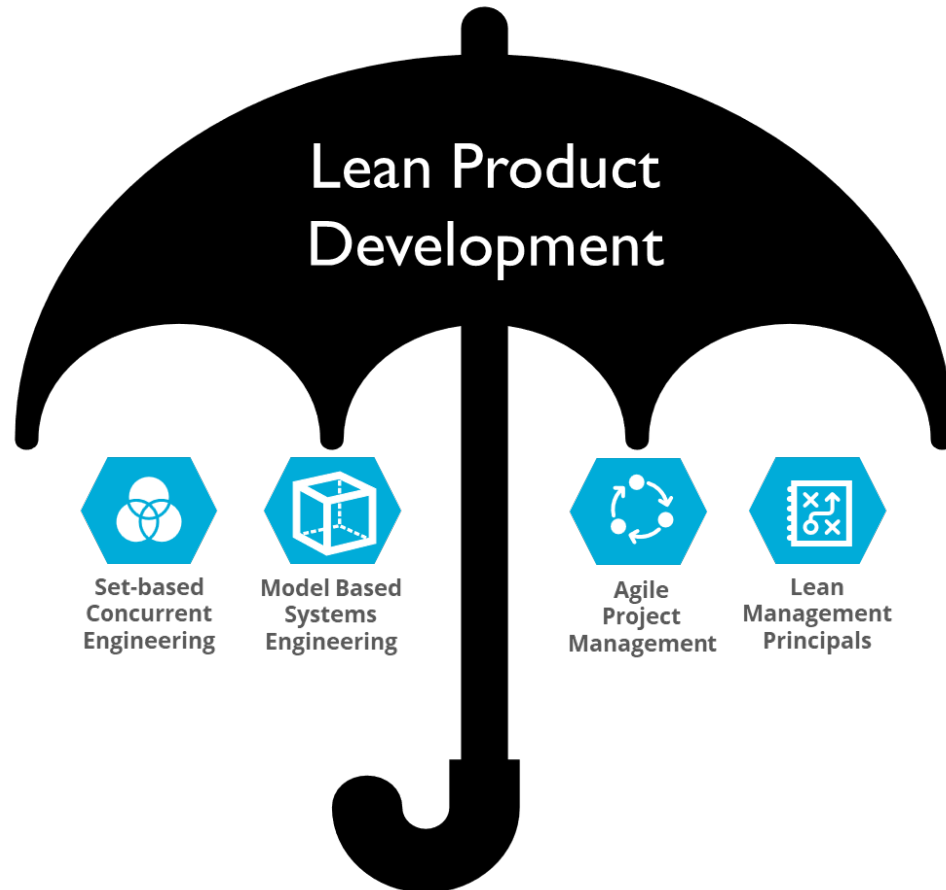 Lean Product
Development
Set-based
Concurrent
Engineering
Model Based
Systems
Engineering
Agile
Project
Management
Lean
Management
Principals